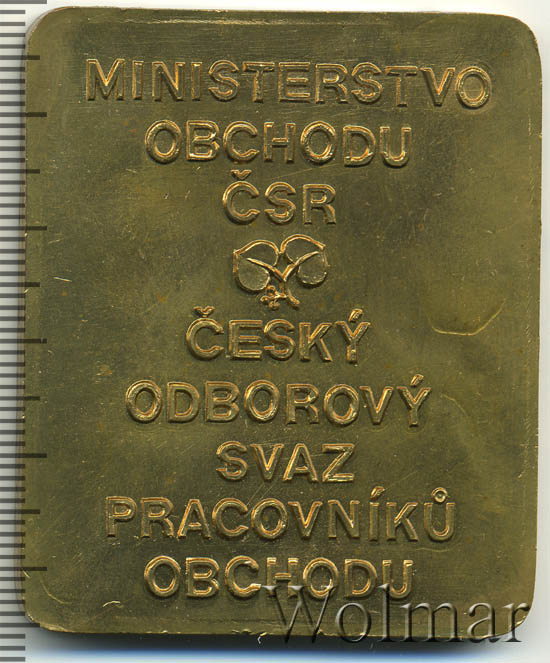 MINISTERSTVO
OBCHODU
ČSR
ČESKÝ
ODBOROVÝ
SVAZ
PRACOVNÍKŮ
OBCHODU
Wolmar